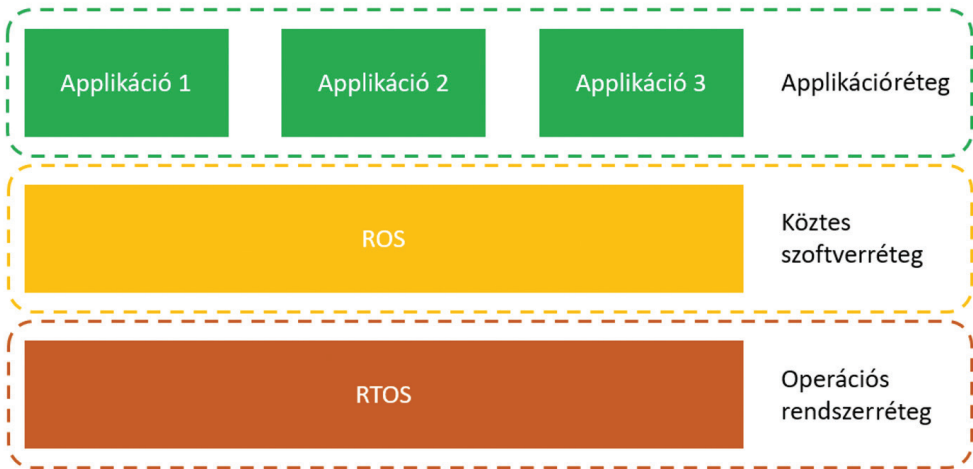 Applikáció 1
Applikáció 2
Applikáció 3
Applikációréteg
ROS
Köztes
szoftverréteg
RTOS
Operációs
rendszerréteg